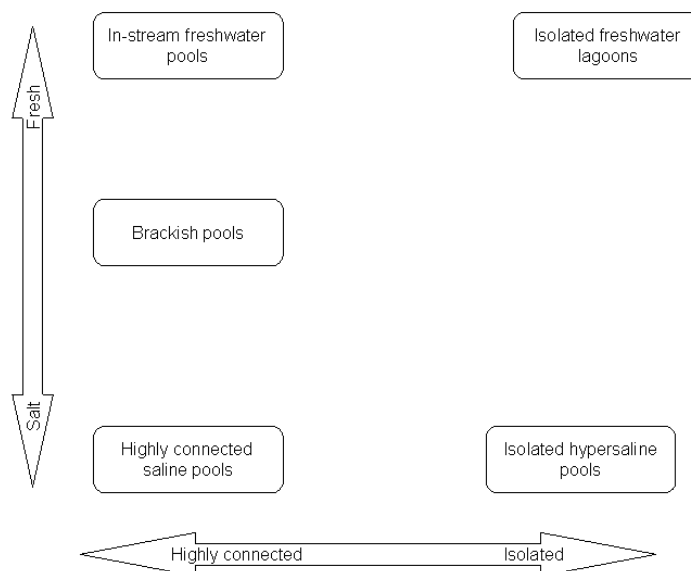 In-stream freshwater
pools
Isolated freshwater
lagoons
Fresh
Brackish pools
Salt
Highly connected
saline pools
Isolated hypersaline
pools
Highly connected
Isolated